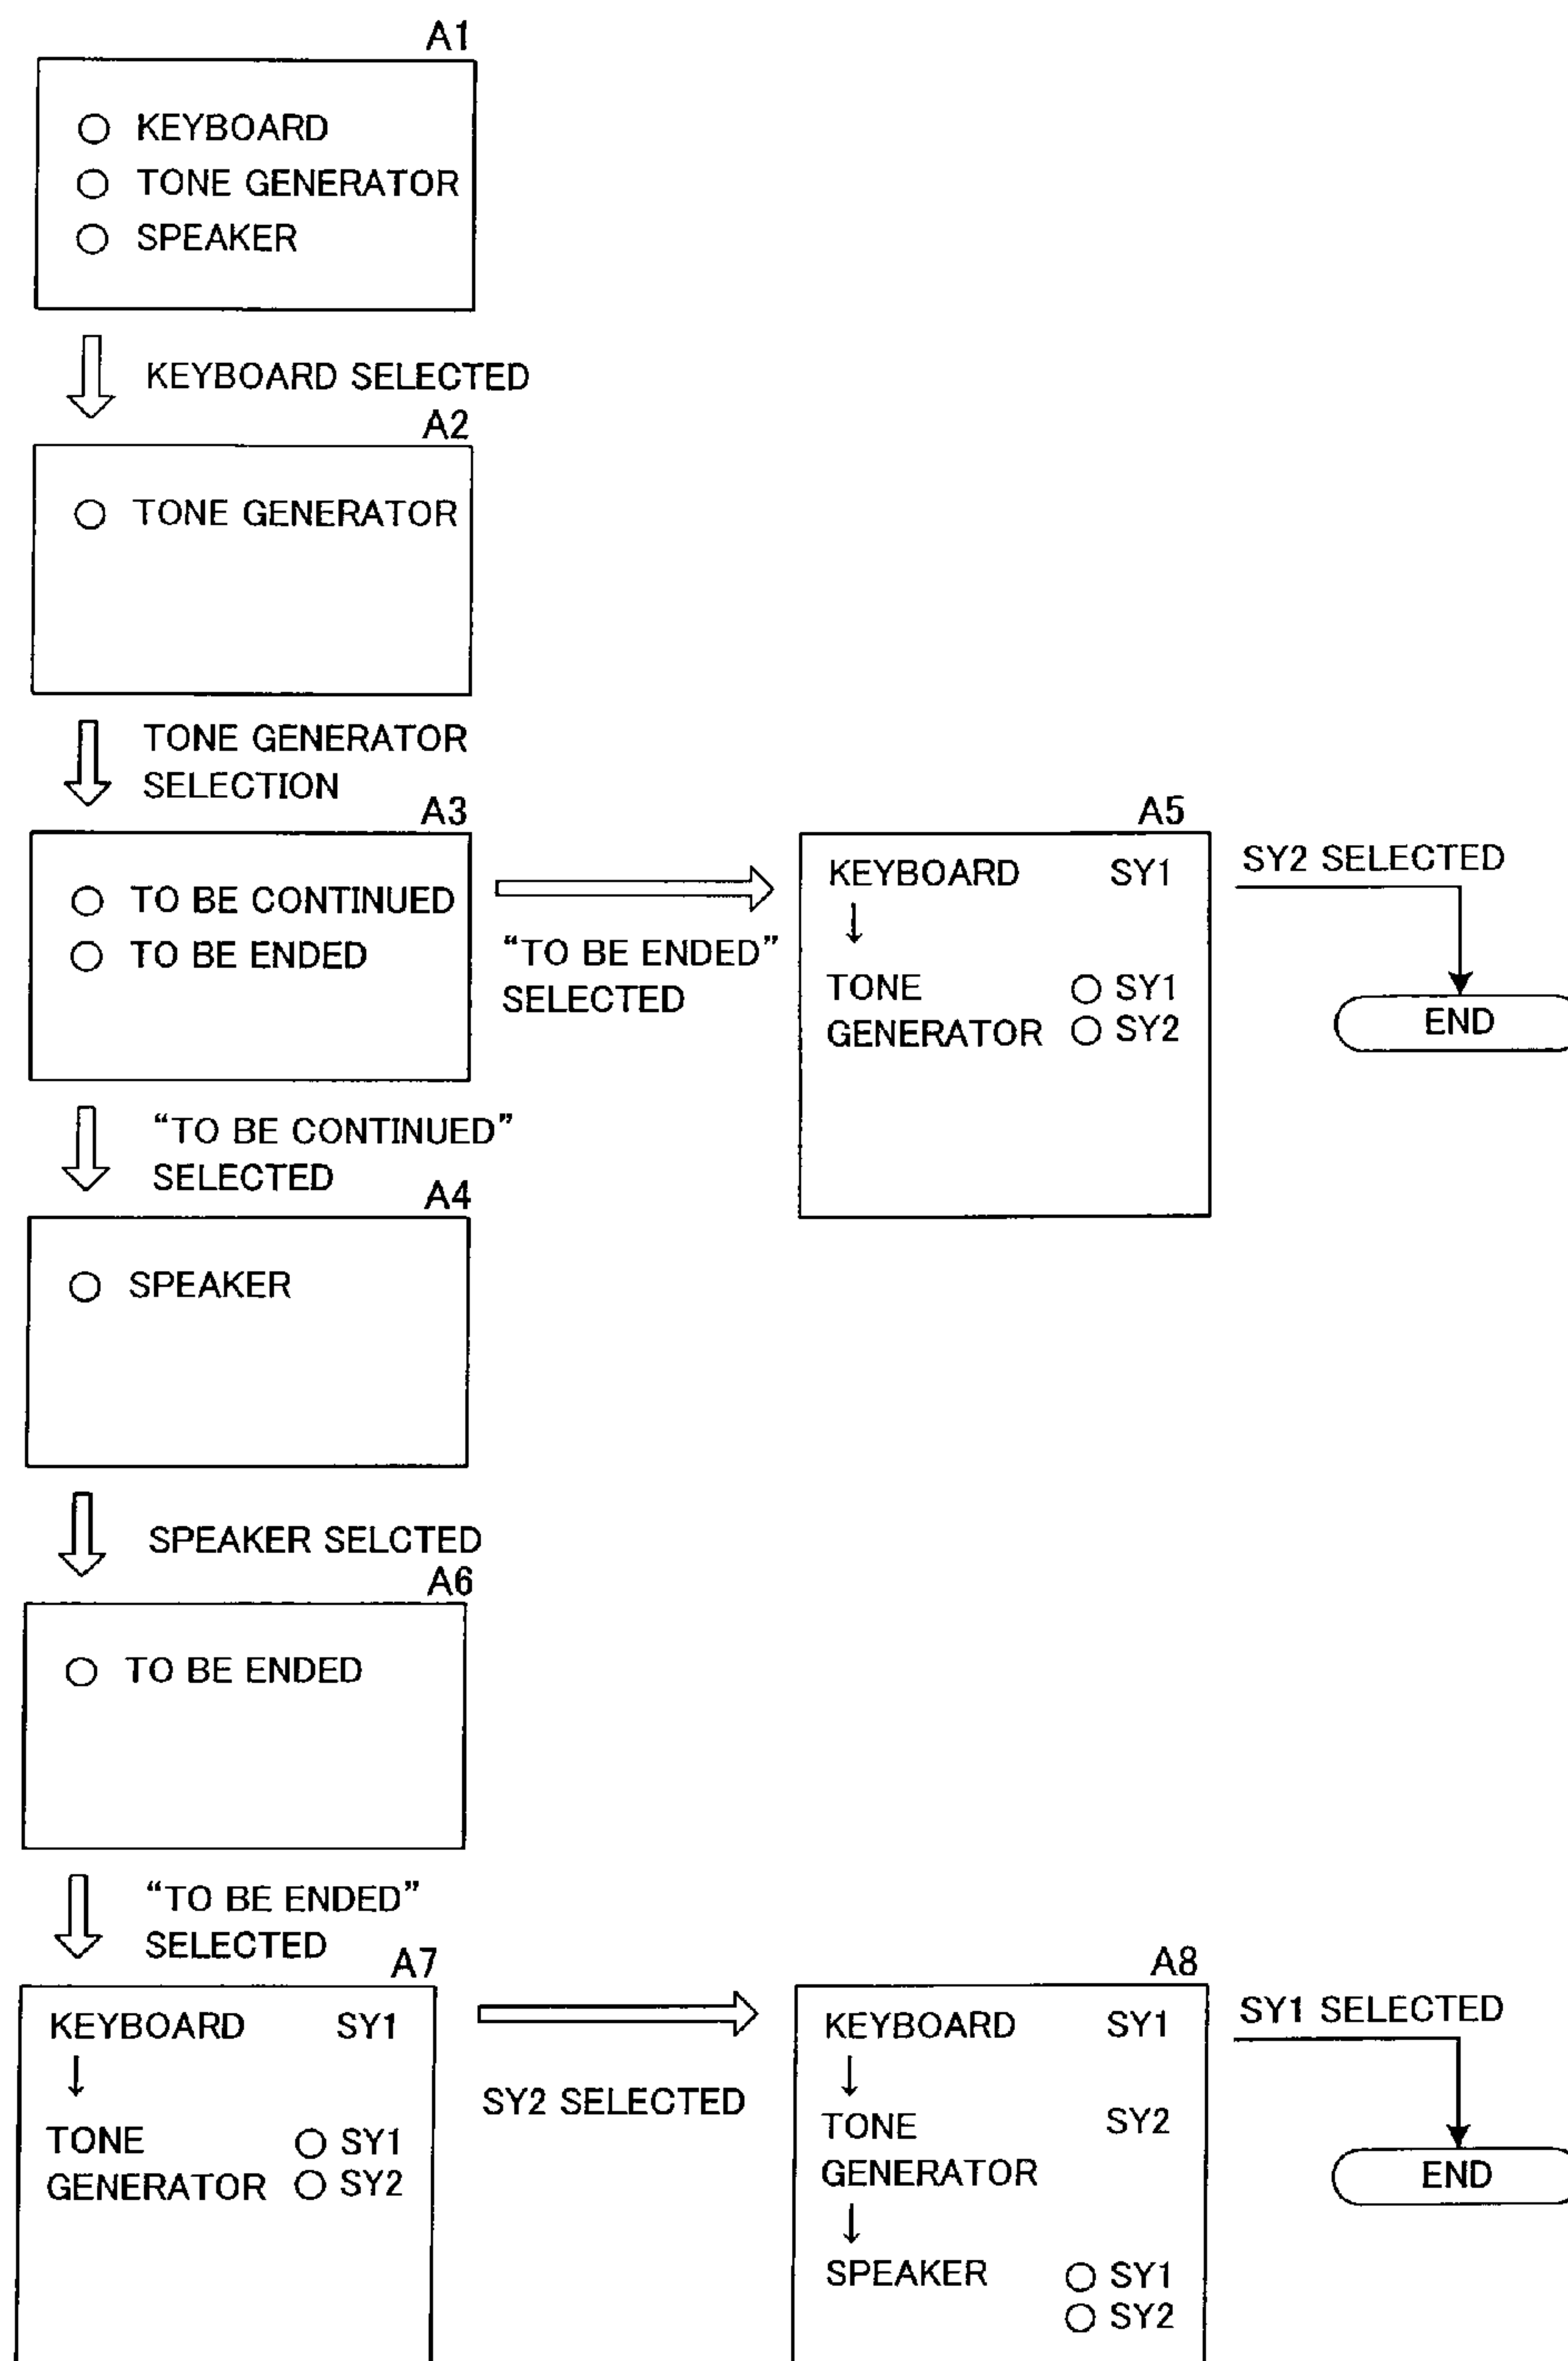 A1
○ KEYBOARD
○ TONE GENERATOR
○ SPEAKER
KEYBOARD SELECTED
A2
○ TONE GENERATOR
TONE GENERATOR
SELECTION
A3
○ TO BE CONTINUED
○ TO BE ENDED
“TO BE ENDED”
SELECTED
A5
KEYBOARD SY1
↓
TONE ○ SY1
GENERATOR ○ SY2
SY2 SELECTED
END
“TO BE CONTINUED”
SELECTED
A4
○ SPEAKER
SPEAKER SELCTED
A6
○ TO BE ENDED
“TO BE ENDED”
SELECTED
A7
KEYBOARD SY1
↓
TONE ○ SY1
GENERATOR ○ SY2
SY2 SELECTED
A8
KEYBOARD SY1
↓
TONE SY2
GENERATOR
↓
SPEAKER ○ SY1
○ SY2
SY1 SELECTED
END